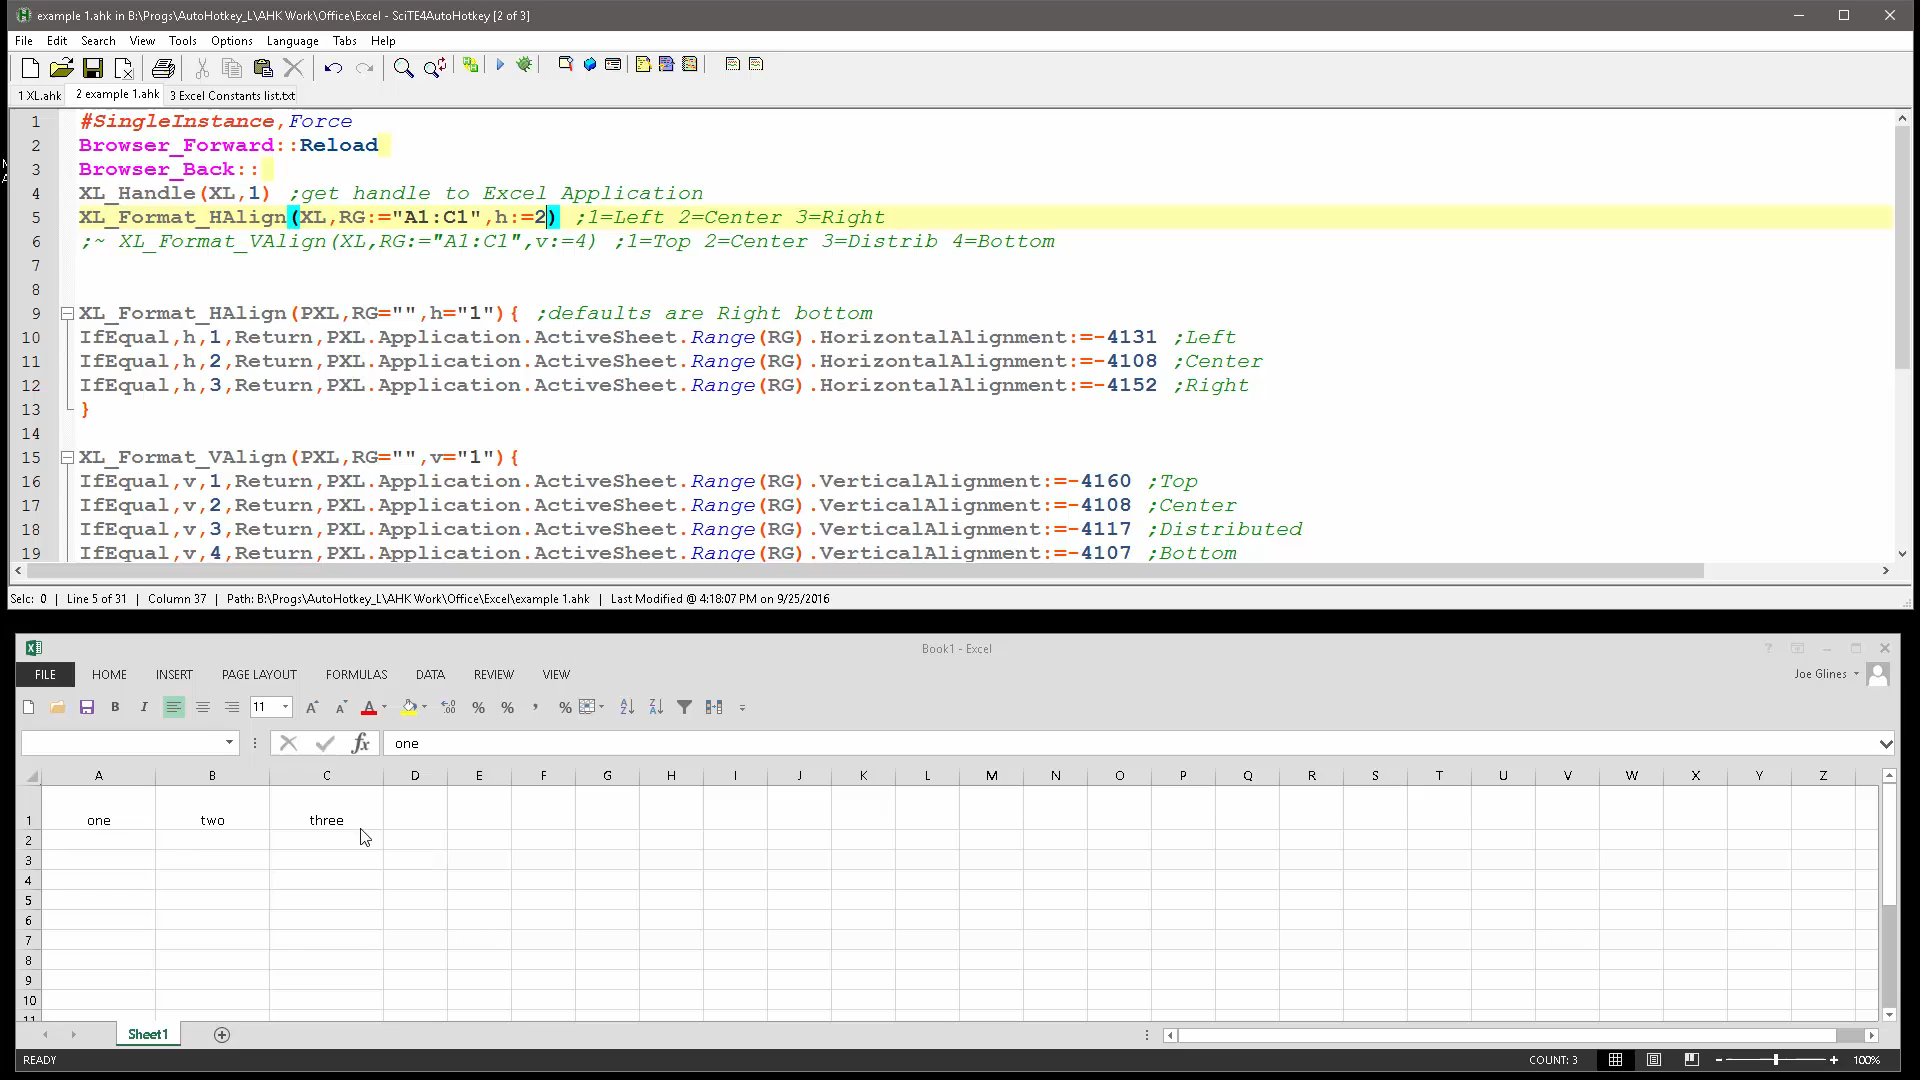 example 1.ahk in B:\Progs\AutoHotkey_L\AHK Work\Office\Excel - SciTE4AutoHotkey [2 of 3]
File Edit Search View Tools Options Language Tabs Help
1 XL.ahk 2 example 1.ahk 3 Excel Constants list.txt
1 #SingleInstance,Force
2 Browser_Forward::Reload
3 Browser_Back::
4 XL_Handle(XL,1) ;get handle to Excel Application
5 XL_Format_HAlign(XL,RG:="A1:C1",h:=2) ;1=Left 2=Center 3=Right
6 ;~ XL_Format_VAlign(XL,RG:="A1:C1",v:=4) ;1=Top 2=Center 3=Distrib 4=Bottom
7
8
9 XL_Format_HAlign(PXL,RG="",h="1"){ ;defaults are Right bottom
10 IfEqual,h,1,Return,PXL.Application.ActiveSheet.Range(RG).HorizontalAlignment:=-4131 ;Left
11 IfEqual,h,2,Return,PXL.Application.ActiveSheet.Range(RG).HorizontalAlignment:=-4108 ;Center
12 IfEqual,h,3,Return,PXL.Application.ActiveSheet.Range(RG).HorizontalAlignment:=-4152 ;Right
13 }
14
15 XL_Format_VAlign(PXL,RG="",v="1"){
16 IfEqual,v,1,Return,PXL.Application.ActiveSheet.Range(RG).VerticalAlignment:=-4160 ;Top
17 IfEqual,v,2,Return,PXL.Application.ActiveSheet.Range(RG).VerticalAlignment:=-4108 ;Center
18 IfEqual,v,3,Return,PXL.Application.ActiveSheet.Range(RG).VerticalAlignment:=-4117 ;Distributed
19 IfEqual,v,4,Return,PXL.Application.ActiveSheet.Range(RG).VerticalAlignment:=-4107 ;Bottom
Selc: 0 | Line 5 of 31 | Column 37 | Path: B:\Progs\AutoHotkey_L\AHK Work\Office\Excel\example 1.ahk | Last Modified @ 4:18:07 PM on 9/25/2016
Book1 - Excel
FILE HOME INSERT PAGE LAYOUT FORMULAS DATA REVIEW VIEW Joe Glines
B I 11 A A A .00 % % , %
fx one
A B C D E F G H I J K L M N O P Q R S T U V W X Y Z
1 one two three
2
3
4
5
6
7
8
9
10
11
Sheet1
READY COUNT: 3 100%